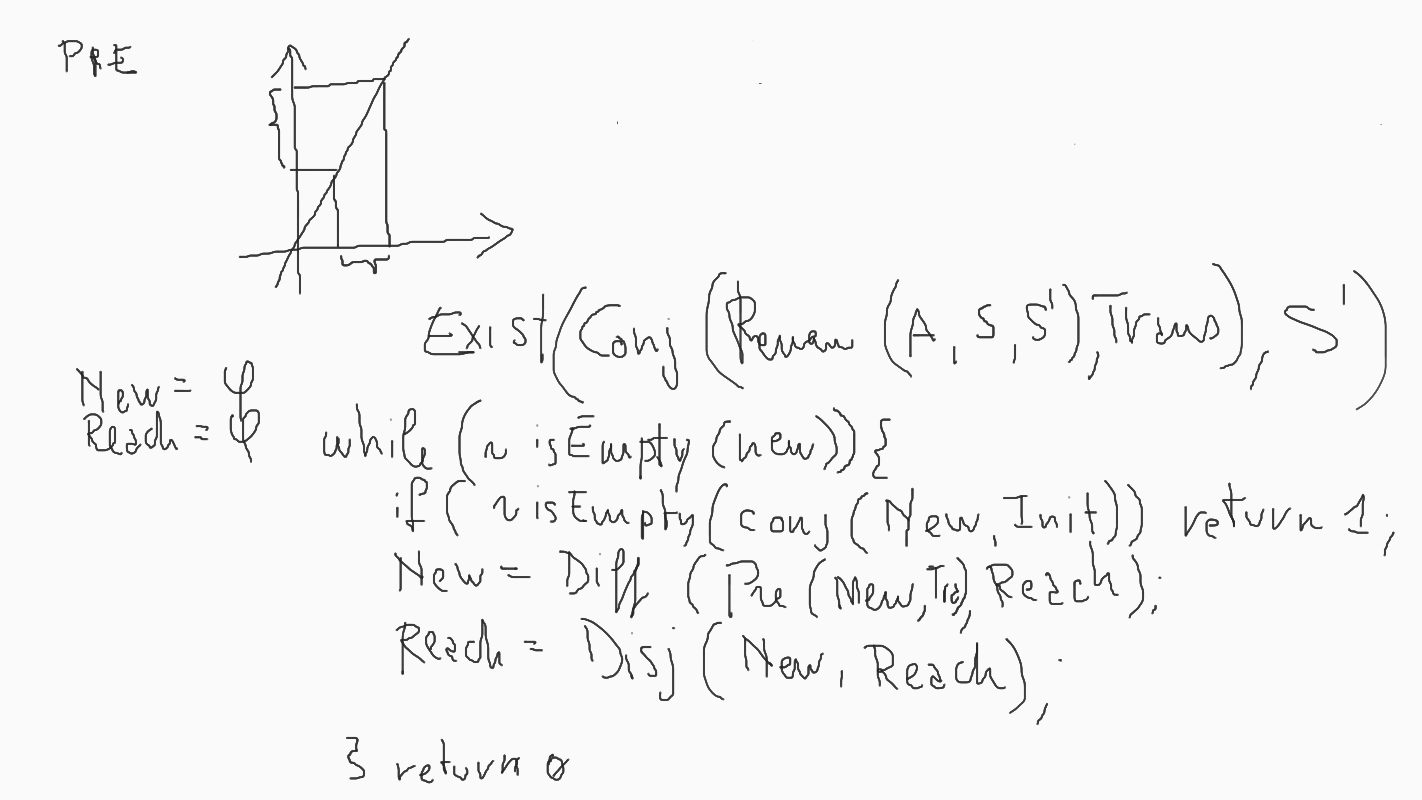 PRE
Exist(Conj(Renam(A, S, S'), Trans), S')
New = φ
Reach = φ
while (~ isEmpty(new)) {
if ( ~isEmpty(conj(New, Init)) return 1;
New = Diff (Pre (New, Tra), Reach);
Reach = Disj (New, Reach);
} return 0